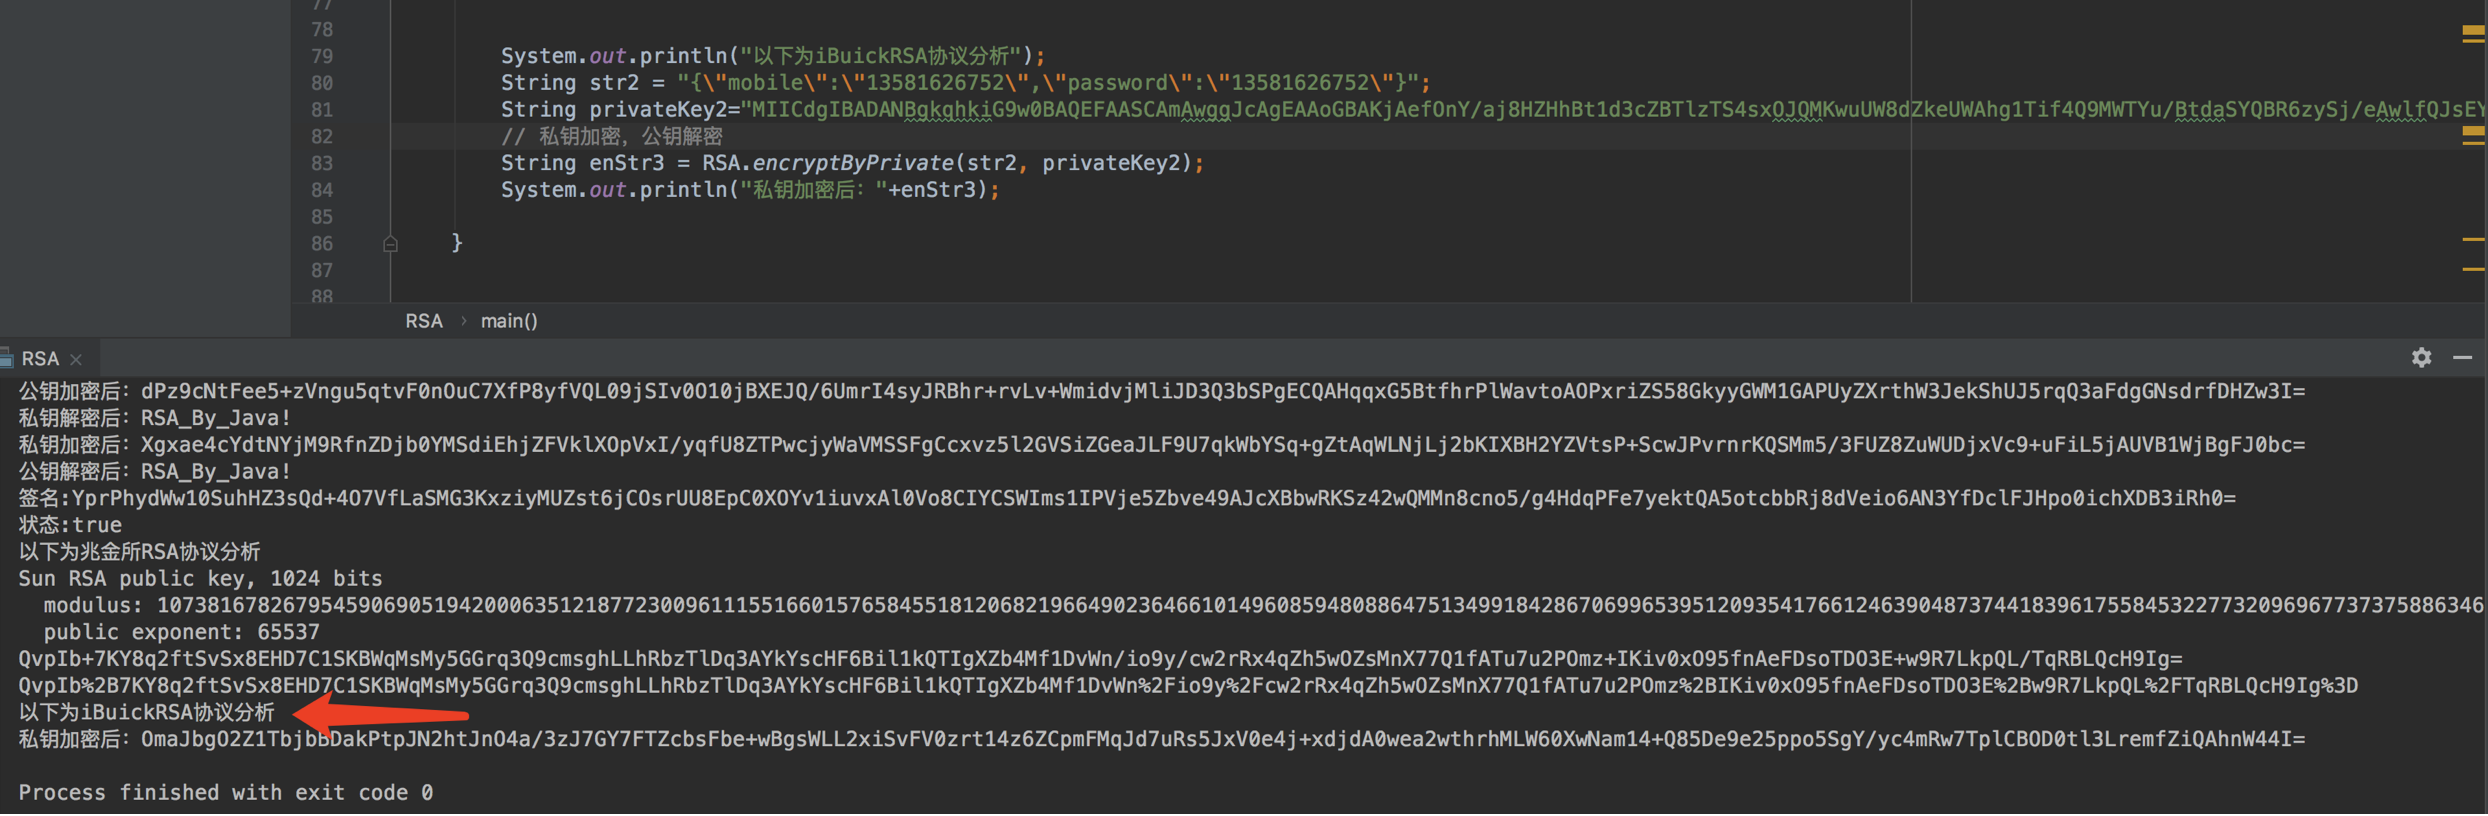 77
78
79 System.out.println("以下为iBuickRSA协议分析");
80 String str2 = "{\"mobile\":\"13581626752\",\"password\":\"13581626752\"}";
81 String privateKey2="MIICdgIBADANBgkqhkiG9w0BAQEFAASCAmAwggJcAgEAAoGBAKjAefOnY/aj8HZHhBt1d3cZBTlzTS4sxOJQMKwuUW8dZkeUWAhg1Tif4Q9MWTYu/BtdaSYQBR6zySj/eAwlfQJsEY
82 // 私钥加密，公钥解密
83 String enStr3 = RSA.encryptByPrivate(str2, privateKey2);
84 System.out.println("私钥加密后："+enStr3);
85
86 }
87
88
RSA › main()
RSA ×
公钥加密后：dPz9cNtFee5+zVngu5qtvF0nOuC7XfP8yfVQL09jSIv0O10jBXEJQ/6UmrI4syJRBhr+rvLv+WmidvjMliJD3Q3bSPgECQAHqqxG5BtfhrPlWavtoAOPxriZS58GkyyGWM1GAPUyZXrthW3JekShUJ5rqQ3aFdgGNsdrfDHZw3I=
私钥解密后：RSA_By_Java!
私钥加密后：Xgxae4cYdtNYjM9RfnZDjb0YMSdiEhjZFVklXOpVxI/yqfU8ZTPwcjyWaVMSSFgCcxvz5l2GVSiZGeaJLF9U7qkWbYSq+gZtAqWLNjLj2bKIXBH2YZVtsP+ScwJPvrnrKQSMm5/3FUZ8ZuWUDjxVc9+uFiL5jAUVB1WjBgFJ0bc=
公钥解密后：RSA_By_Java!
签名:YprPhydWw10SuhHZ3sQd+4O7VfLaSMG3KxziyMUZst6jCOsrUU8EpC0XOYv1iuvxAl0Vo8CIYCSWIms1IPVje5Zbve49AJcXBbwRKSz42wQMMn8cno5/g4HdqPFe7yektQA5otcbbRj8dVeio6AN3YfDclFJHpo0ichXDB3iRh0=
状态:true
以下为兆金所RSA协议分析
Sun RSA public key, 1024 bits
modulus: 107381678267954590690519420006351218772300961115516601576584551812068219664902364661014960859480886475134991842867069965395120935417661246390487374418396175584532277320969677373758863​46
public exponent: 65537
QvpIb+7KY8q2ftSvSx8EHD7C1SKBWqMsMy5GGrq3Q9cmsghLLhRbzTlDq3AYkYscHF6Bil1kQTIgXZb4Mf1DvWn/io9y/cw2rRx4qZh5wOZsMnX77Q1fATu7u2POmz+IKiv0xO95fnAeFDsoTDO3E+w9R7LkpQL/TqRBLQcH9Ig=
QvpIb%2B7KY8q2ftSvSx8EHD7C1SKBWqMsMy5GGrq3Q9cmsghLLhRbzTlDq3AYkYscHF6Bil1kQTIgXZb4Mf1DvWn%2Fio9y%2Fcw2rRx4qZh5wOZsMnX77Q1fATu7u2POmz%2BIKiv0xO95fnAeFDsoTDO3E%2Bw9R7LkpQL%2FTqRBLQcH9Ig%3D
以下为iBuickRSA协议分析
私钥加密后：OmaJbgO2Z1TbjbBDakPtpJN2htJnO4a/3zJ7GY7FTZcbsFbe+wBgsWLL2xiSvFV0zrt14z6ZCpmFMqJd7uRs5JxV0e4j+xdjdA0wea2wthrhMLW60XwNam14+Q85De9e25ppo5SgY/yc4mRw7TplCBOD0tl3LremfZiQAhnW44I=
Process finished with exit code 0